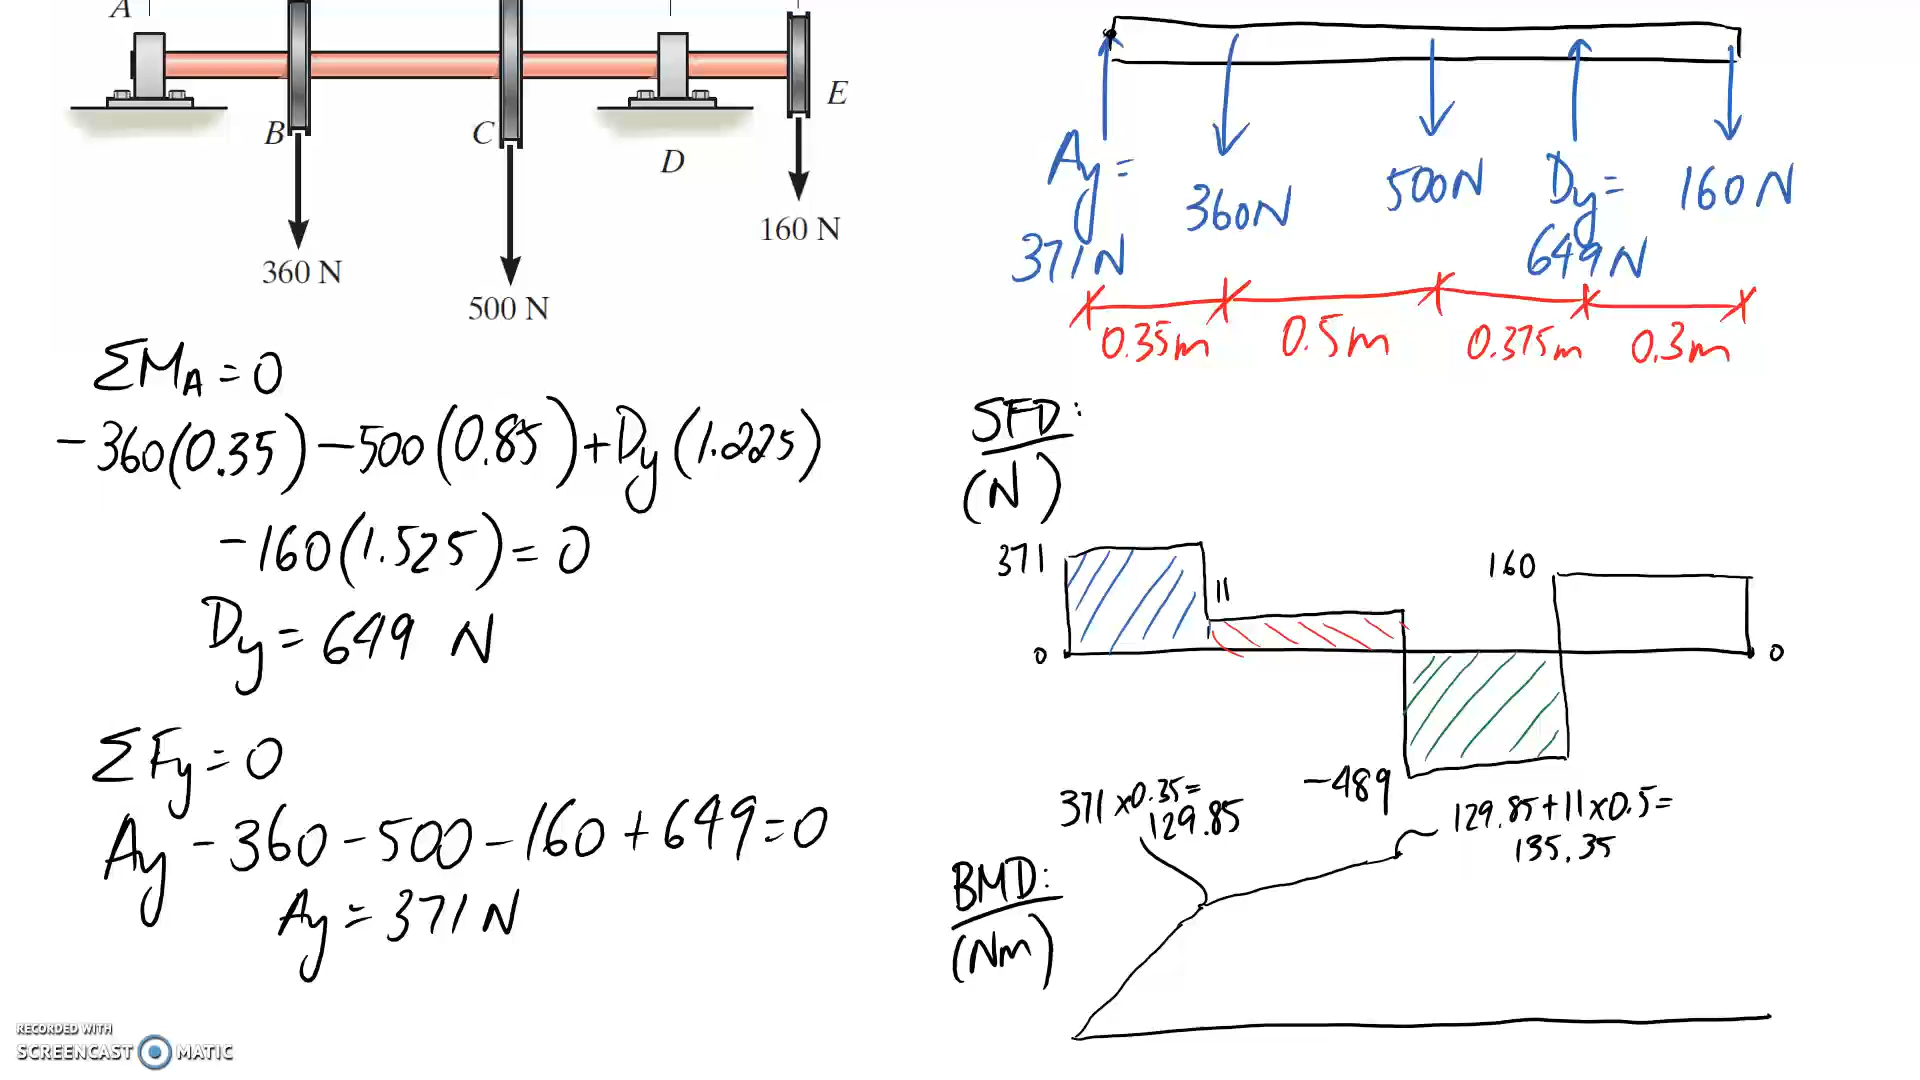 A
B
C
D
E
360 N
500 N
160 N
Ay =
371N
360N
500N
Dy =
649N
160 N
0.35m
0.5m
0.375m
0.3m
ΣMA = 0
-360(0.35) - 500(0.85) + Dy(1.225)
-160(1.525) = 0
Dy = 649 N
ΣFy = 0
Ay - 360 - 500 - 160 + 649 = 0
Ay = 371N
SFD:
(N)
371
11
160
0
0
-489
371 × 0.35 =
129.85
129.85 + 11 × 0.5 =
135.35
BMD:
(Nm)
RECORDED WITH
SCREENCAST MATIC